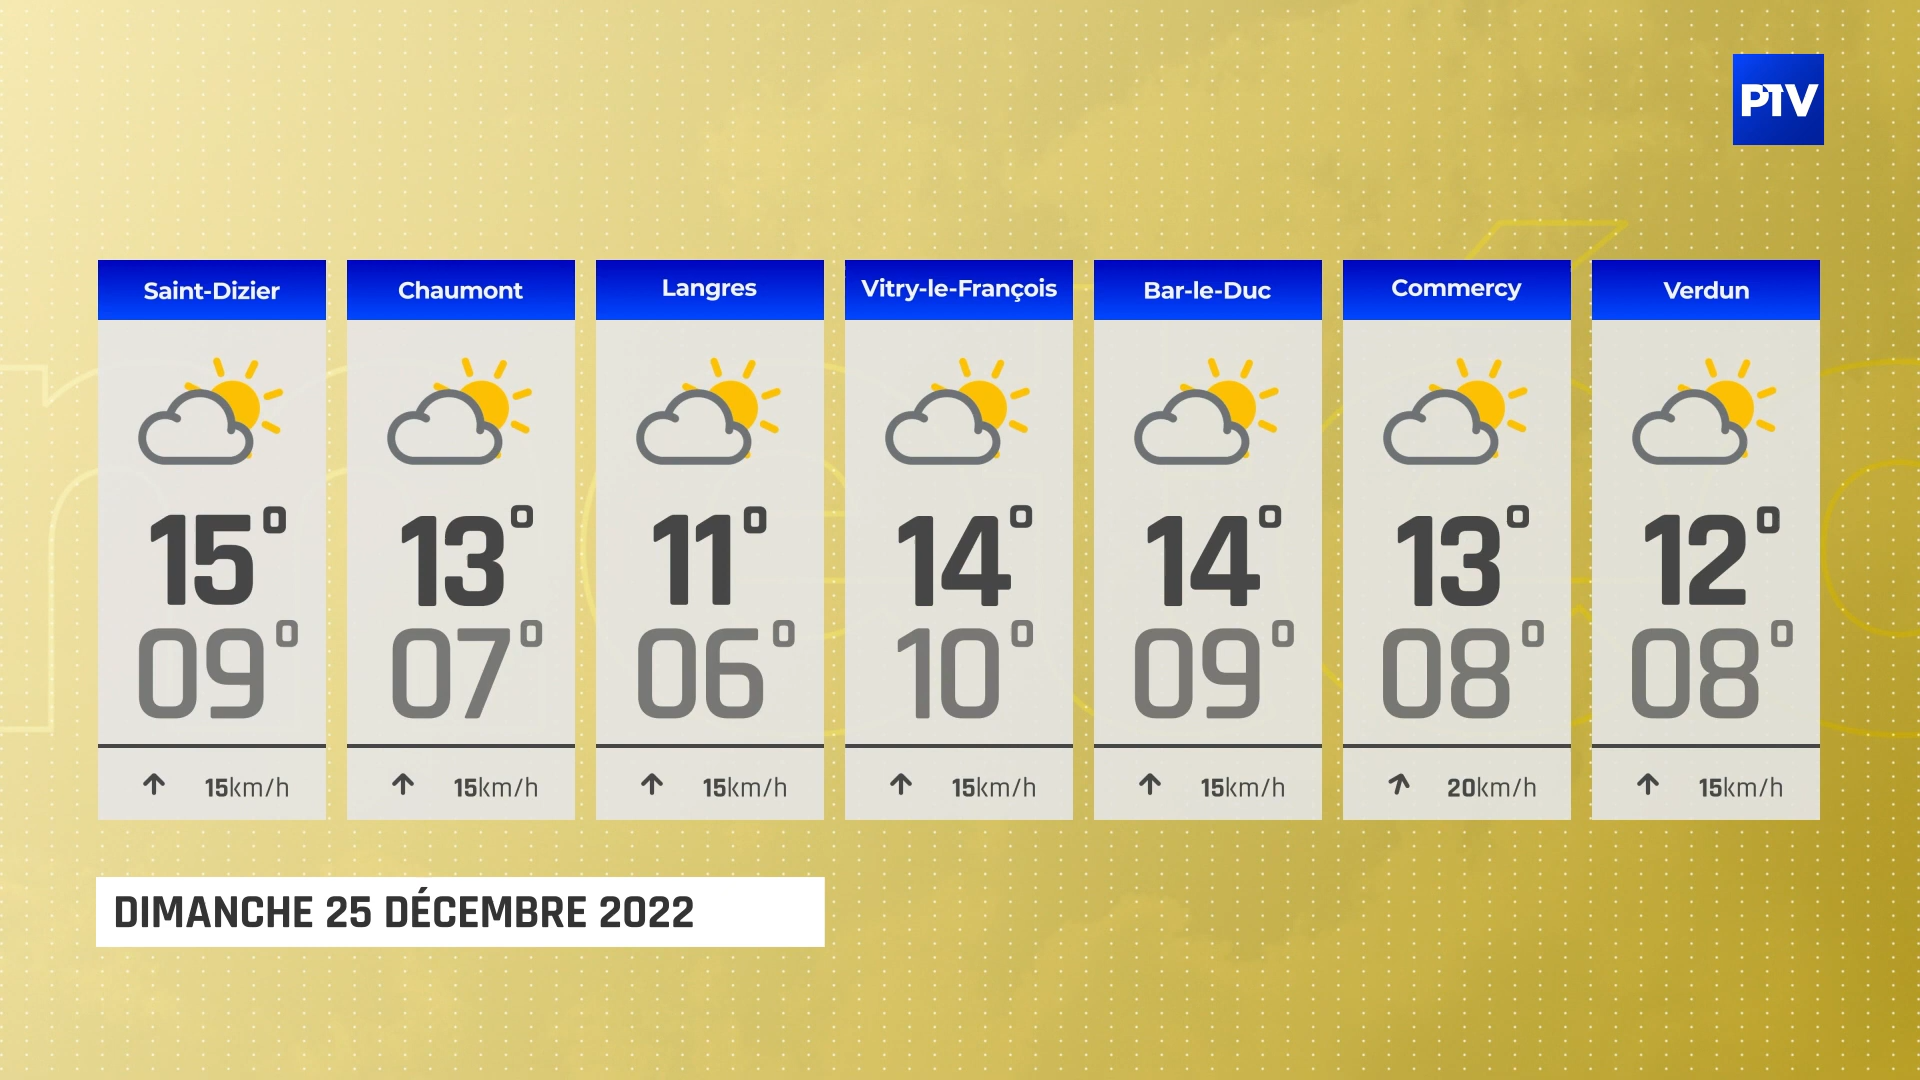 PTV
Saint-Dizier
15°
09°
15km/h
Chaumont
13°
07°
15km/h
Langres
11°
06°
15km/h
Vitry-le-François
14°
10°
15km/h
Bar-le-Duc
14°
09°
15km/h
Commercy
13°
08°
20km/h
Verdun
12°
08°
15km/h
DIMANCHE 25 DÉCEMBRE 2022